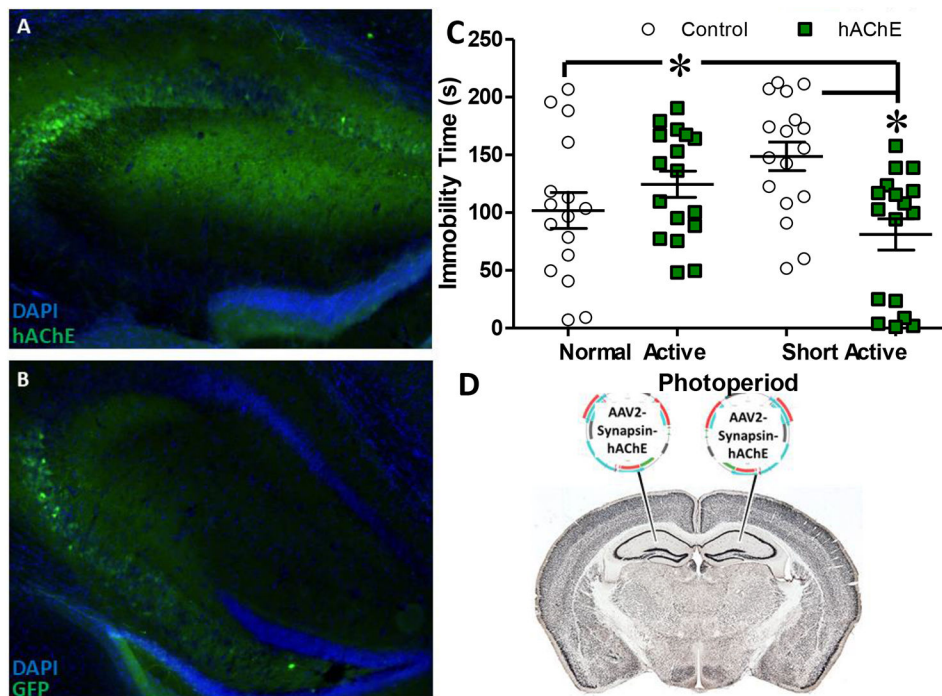 A
DAPI
hAChE
B
DAPI
GFP
C
Control
hAChE
Immobility Time (s)
250
200
150
100
50
0
*
*
Normal Active
Short Active
Photoperiod
D
AAV2-
Synapsin-
hAChE
AAV2-
Synapsin-
hAChE